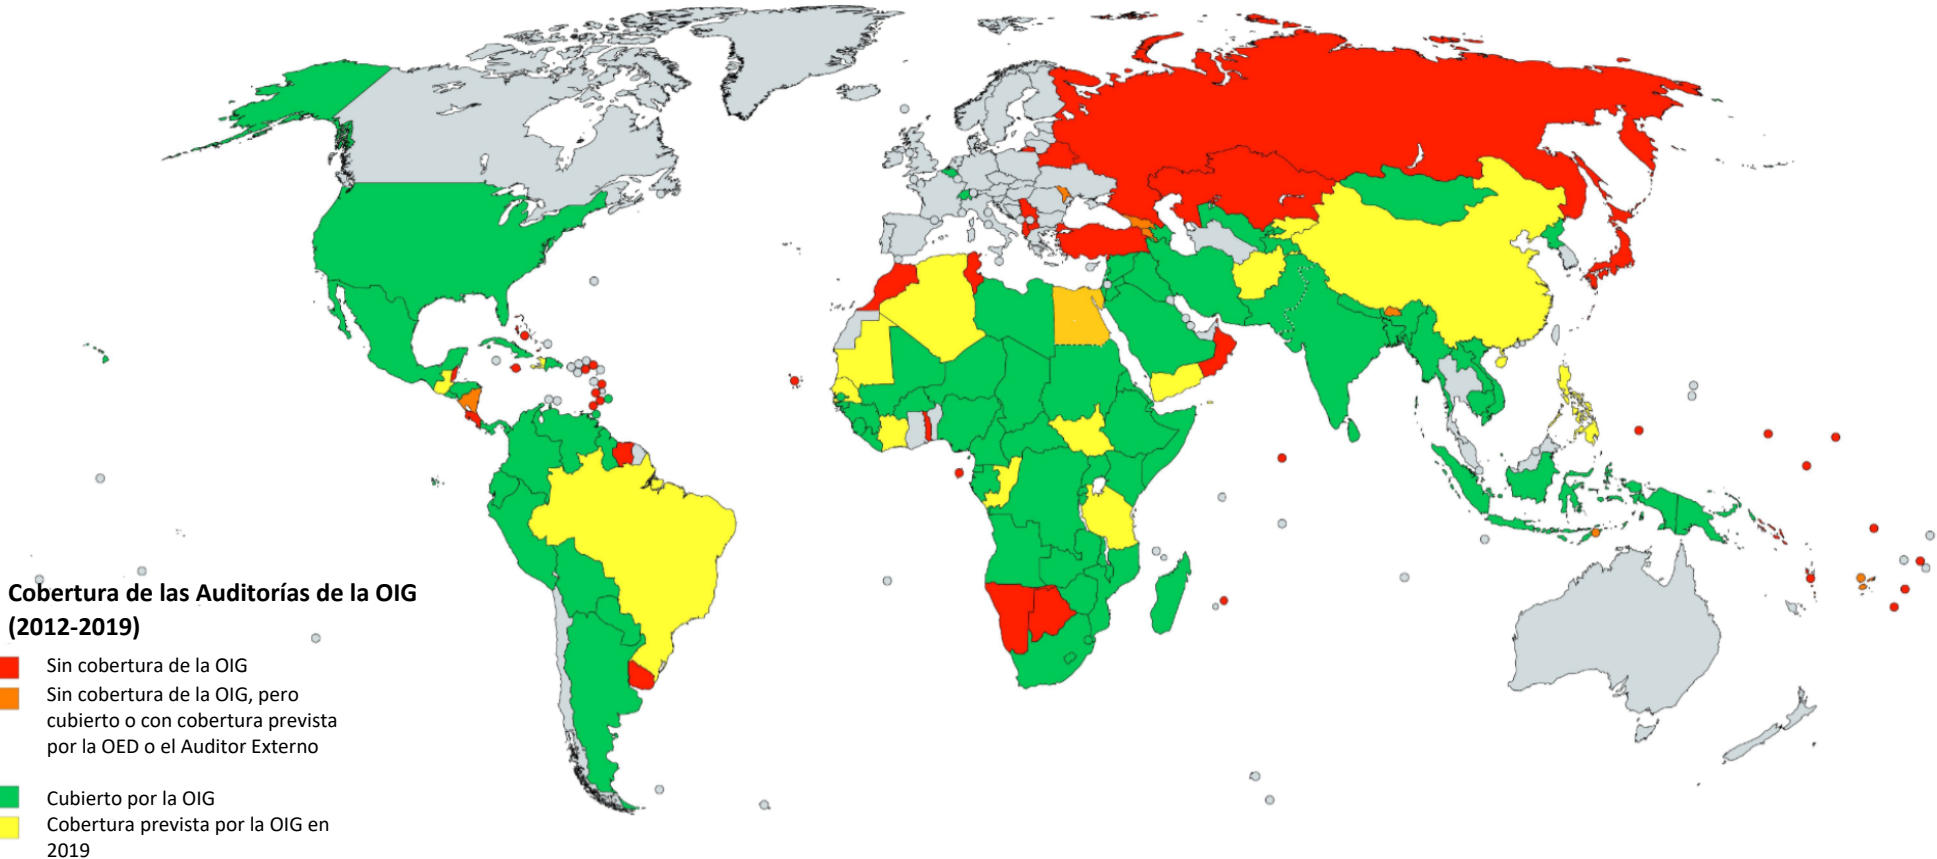 Cobertura de las Auditorías de la OIG
(2012-2019)
Sin cobertura de la OIG
Sin cobertura de la OIG, pero
cubierto o con cobertura prevista
por la OED o el Auditor Externo
Cubierto por la OIG
Cobertura prevista por la OIG en
2019